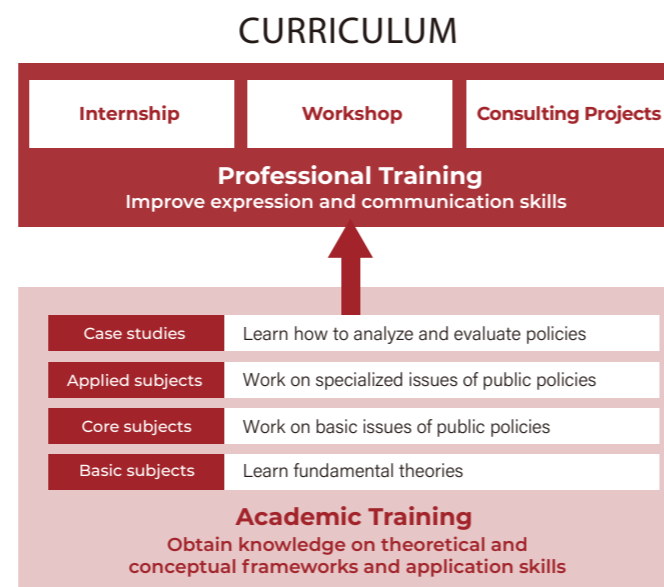 CURRICULUM
Internship
Workshop
Consulting Projects
Professional Training
Improve expression and communication skills
Case studies
Learn how to analyze and evaluate policies
Applied subjects
Work on specialized issues of public policies
Core subjects
Work on basic issues of public policies
Basic subjects
Learn fundamental theories
Academic Training
Obtain knowledge on theoretical and
conceptual frameworks and application skills